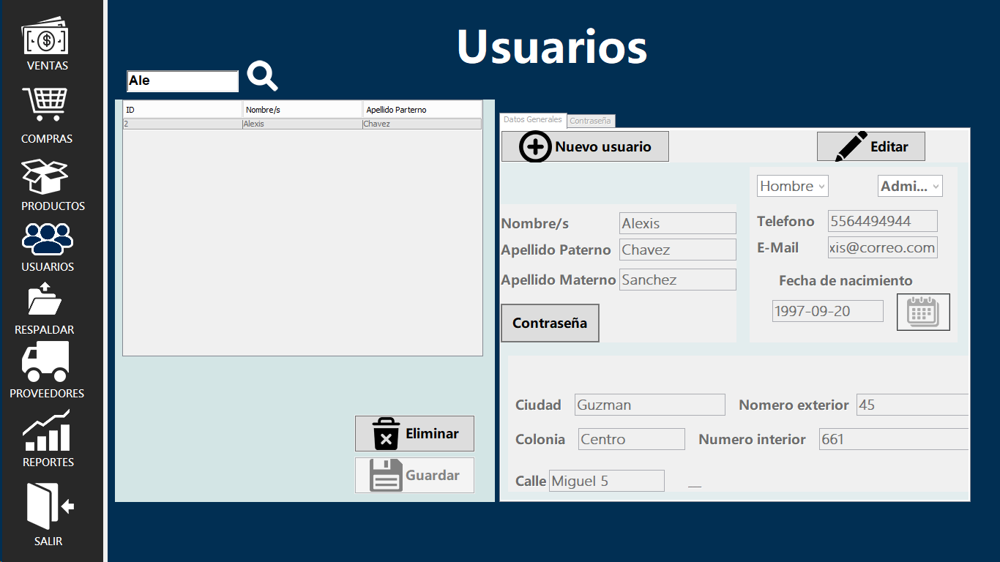 VENTAS
COMPRAS
PRODUCTOS
USUARIOS
RESPALDAR
PROVEEDORES
REPORTES
SALIR
Usuarios
Ale
ID Nombre/s Apellido Parterno
2 Alexis Chavez
Eliminar
Guardar
Datos Generales Contraseña
Nuevo usuario Editar
Hombre Admi...
Nombre/s Alexis
Apellido Paterno Chavez
Apellido Materno Sanchez
Contraseña
Telefono 5564494944
E-Mail xis@correo.com
Fecha de nacimiento
1997-09-20
Ciudad Guzman Nomero exterior 45
Colonia Centro Numero interior 661
Calle Miguel 5 __